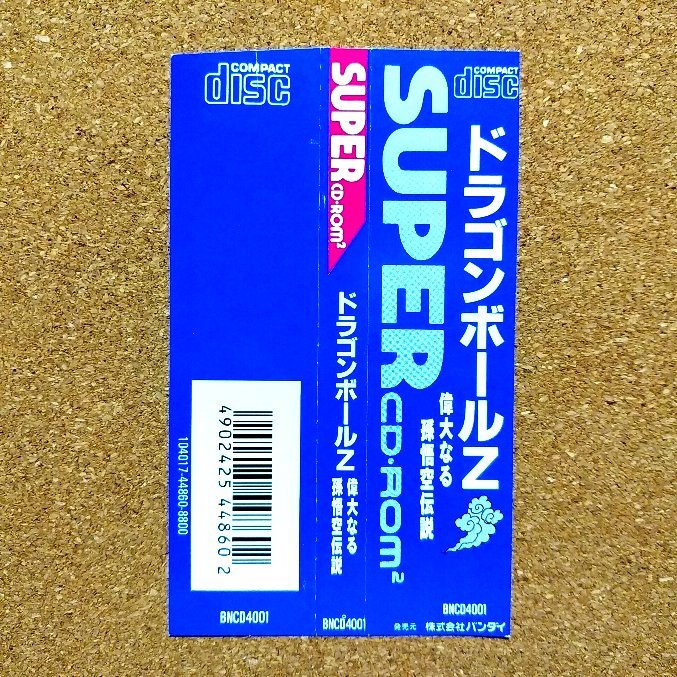 COMPACT
disc
4902425 448602
104017-44860-8800
BNCD4001
SUPER
CD-ROM²
ドラゴンボールZ
偉大なる
孫悟空伝説
BNCD4001
COMPACT
disc
SUPER
CD・ROM²
ドラゴンボールZ
偉大なる
孫悟空伝説
BNCD4001
発売元 株式会社バンダイ